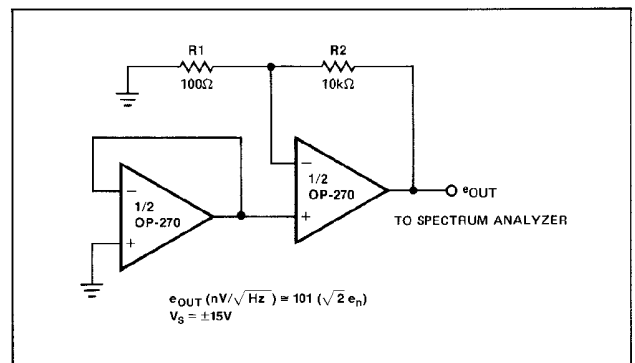 R1
R2
100Ω
10kΩ
−
1/2
OP-270
+
−
1/2
OP-270
+
eOUT
TO SPECTRUM ANALYZER
eOUT (nV/√Hz) ≅ 101 (√2 en)
VS = ±15V